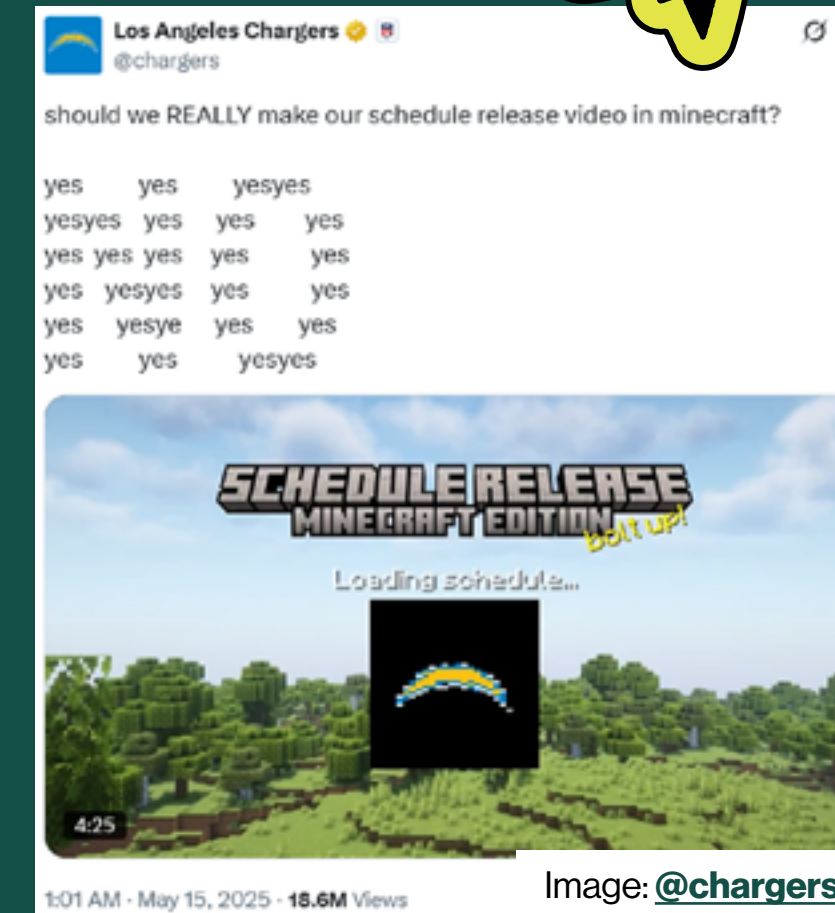 Los Angeles Chargers
@chargers
should we REALLY make our schedule release video in minecraft?
yes yes yesyes
yesyes yes yes yes
yes yes yes yes yes
yes yesyes yes yes
yes yesye yes yes
yes yes yesyes
SCHEDULE RELEASE
MINECRAFT EDITION
bolt up!
Loading schedule...
4:25
1:01 AM · May 15, 2025 · 18.6M Views
Image: @chargers